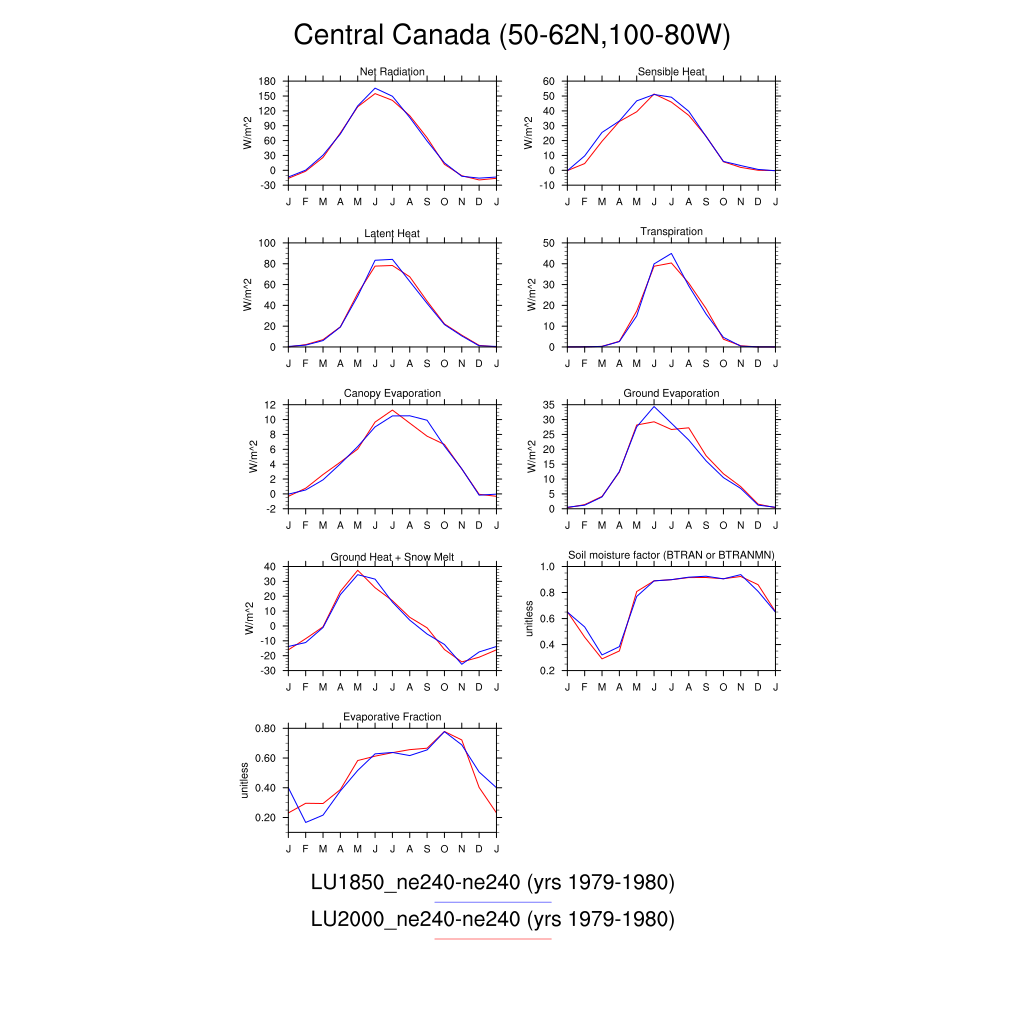 Central Canada (50-62N,100-80W)
Net Radiation
Sensible Heat
W/m^2
180
150
120
90
60
30
0
-30
J F M A M J J A S O N D J
W/m^2
60
50
40
30
20
10
0
-10
J F M A M J J A S O N D J
Latent Heat
Transpiration
W/m^2
100
80
60
40
20
0
J F M A M J J A S O N D J
W/m^2
50
40
30
20
10
0
J F M A M J J A S O N D J
Canopy Evaporation
Ground Evaporation
W/m^2
12
10
8
6
4
2
0
-2
J F M A M J J A S O N D J
W/m^2
35
30
25
20
15
10
5
0
J F M A M J J A S O N D J
Ground Heat + Snow Melt
Soil moisture factor (BTRAN or BTRANMN)
W/m^2
40
30
20
10
0
-10
-20
-30
J F M A M J J A S O N D J
unitless
1.0
0.8
0.6
0.4
0.2
J F M A M J J A S O N D J
Evaporative Fraction
unitless
0.80
0.60
0.40
0.20
J F M A M J J A S O N D J
LU1850_ne240-ne240 (yrs 1979-1980)
LU2000_ne240-ne240 (yrs 1979-1980)